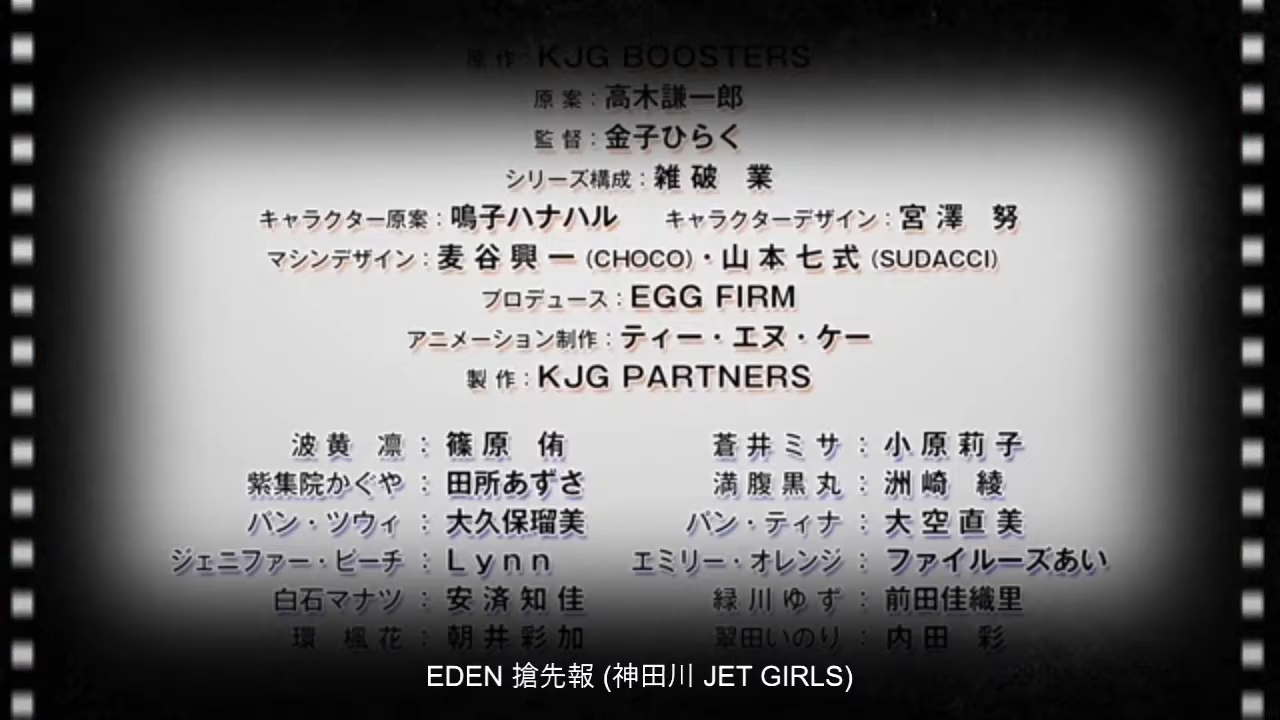 原 作：KJG BOOSTERS
原 案：高木謙一郎
監 督：金子ひらく
シリーズ構成：雑 破　業
キャラクター原案：鳴子ハナハル　キャラクターデザイン：宮 澤　努
マシンデザイン：麦 谷 興 一 (CHOCO)・山 本 七 式 (SUDACCI)
プロデュース：EGG FIRM
アニメーション制作：ティー・エヌ・ケー
製 作：KJG PARTNERS
波 黄　凛：篠 原　侑　蒼 井 ミ サ：小 原 莉 子
紫集院かぐや：田所あずさ　満 腹 黒 丸：洲 崎　綾
パン・ツウィ：大久保瑠美　パン・ティナ：大 空 直 美
ジェニファー・ピーチ：Ｌｙｎｎ　エミリー・オレンジ：ファイルーズあい
白石マナツ：安 済 知 佳　緑 川 ゆ ず：前田佳織里
環　楓 花：朝 井 彩 加　翠田いのり：内 田　彩
EDEN 搶先報 (神田川 JET GIRLS)